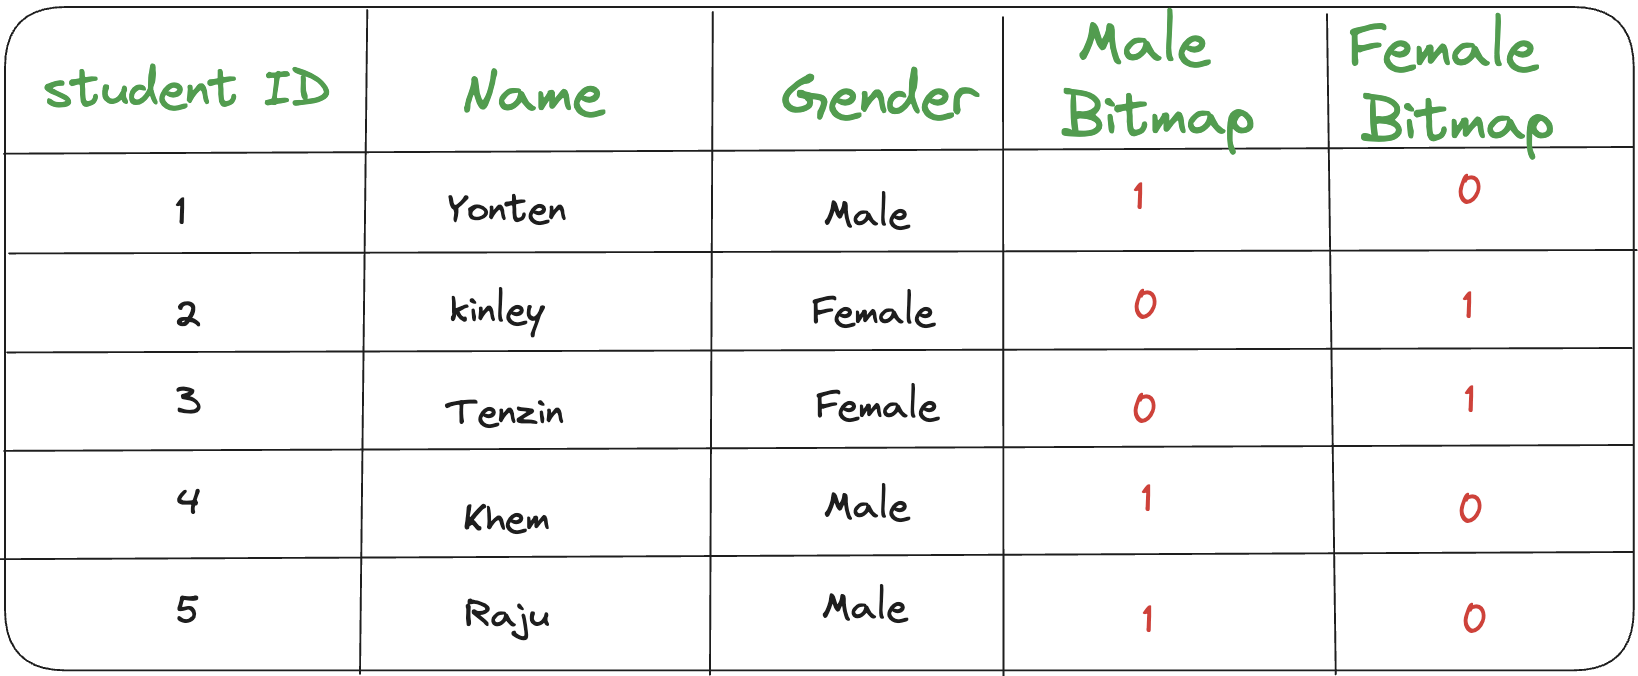 student ID Name Gender Male Bitmap Female Bitmap
1 Yonten Male 1 0
2 kinley Female 0 1
3 Tenzin Female 0 1
4 Khem Male 1 0
5 Raju Male 1 0